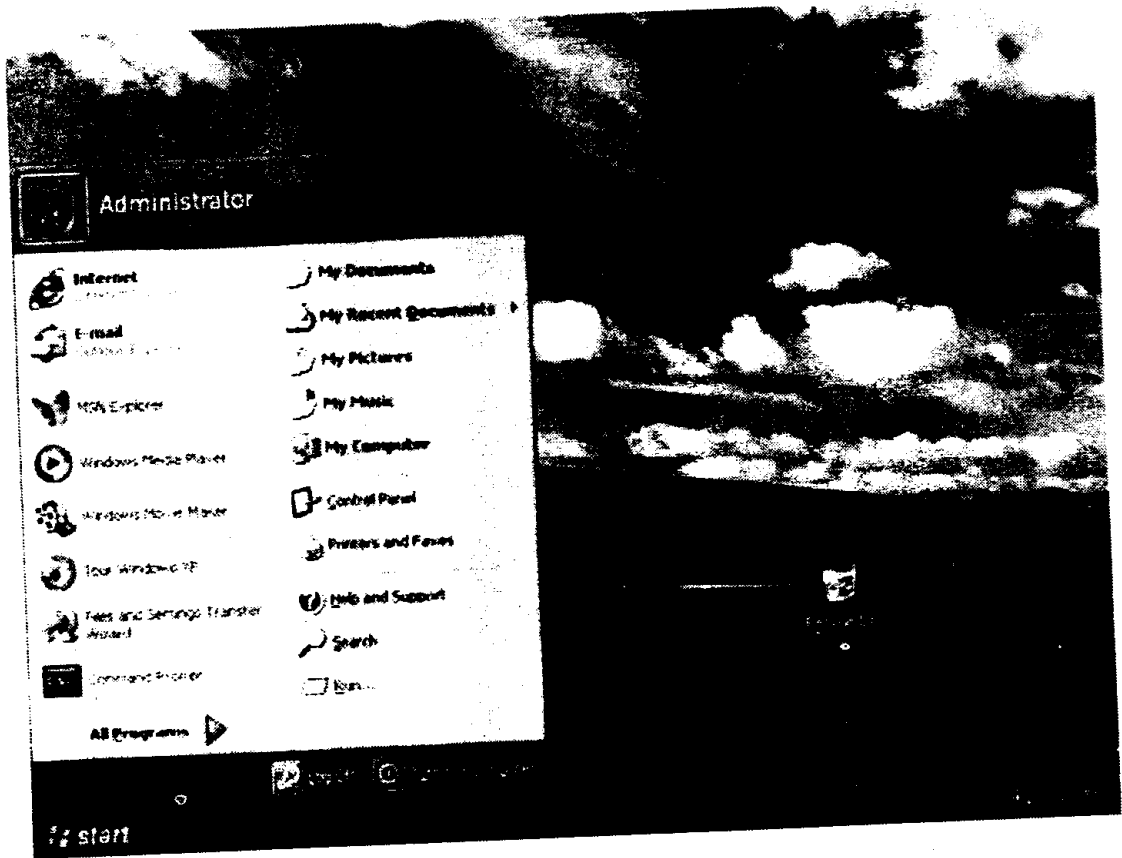 Administrator
Internet
E-mail
MSN Explorer
Windows Media Player
Windows Movie Maker
Tour Windows XP
Files and Settings Transfer
Wizard
Command Prompt
All Programs
My Documents
My Recent Documents
My Pictures
My Music
My Computer
Control Panel
Printers and Faxes
Help and Support
Search
Run...
start